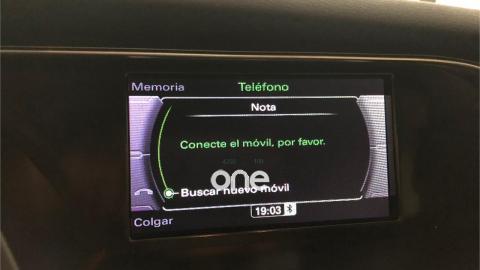 Memoria
Teléfono
Nota
Conecte el móvil, por favor.
one
Buscar nuevo móvil
19:03
Colgar